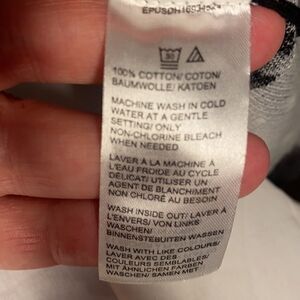 100% COTTON/ COTON/
BAUMWOLLE/ KATOEN
MACHINE WASH IN COLD
WATER AT A GENTLE
SETTING/ ONLY
NON-CHLORINE BLEACH
WHEN NEEDED
LAVER À LA MACHINE À
L'EAU FROIDE AU CYCLE
DÉLICAT/ UTILISER UN
AGENT DE BLANCHIMENT
NON CHLORÉ AU BESOIN
WASH INSIDE OUT/ LAVER À
L'ENVERS/ VON LINKS
WASCHEN/
BINNENSTEBUITEN WASSEN
WASH WITH LIKE COLOURS/
LAVER AVEC DES
COULEURS SEMBLABLES/
MIT ÄHNLICHEN FARBEN
WASCHEN/ SAMEN MET